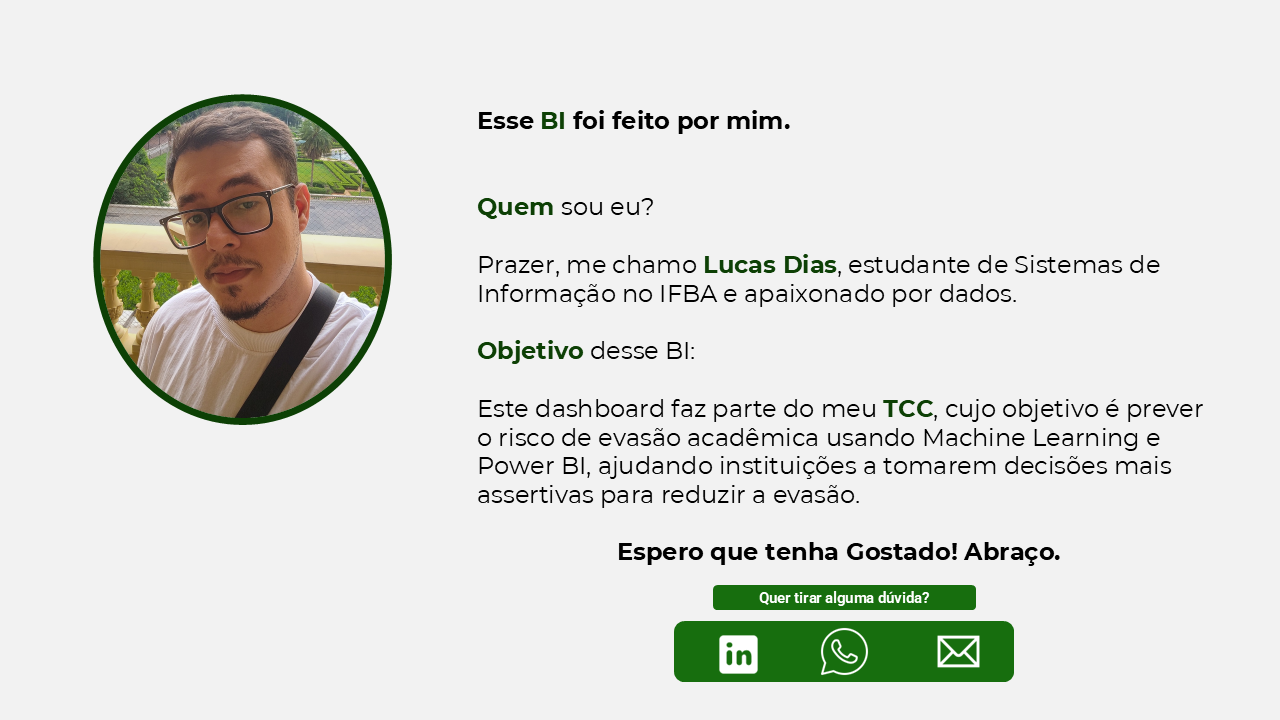 Esse BI foi feito por mim.
Quem sou eu?
Prazer, me chamo Lucas Dias, estudante de Sistemas de
Informação no IFBA e apaixonado por dados.
Objetivo desse BI:
Este dashboard faz parte do meu TCC, cujo objetivo é prever
o risco de evasão acadêmica usando Machine Learning e
Power BI, ajudando instituições a tomarem decisões mais
assertivas para reduzir a evasão.
Espero que tenha Gostado! Abraço.
Quer tirar alguma dúvida?
in